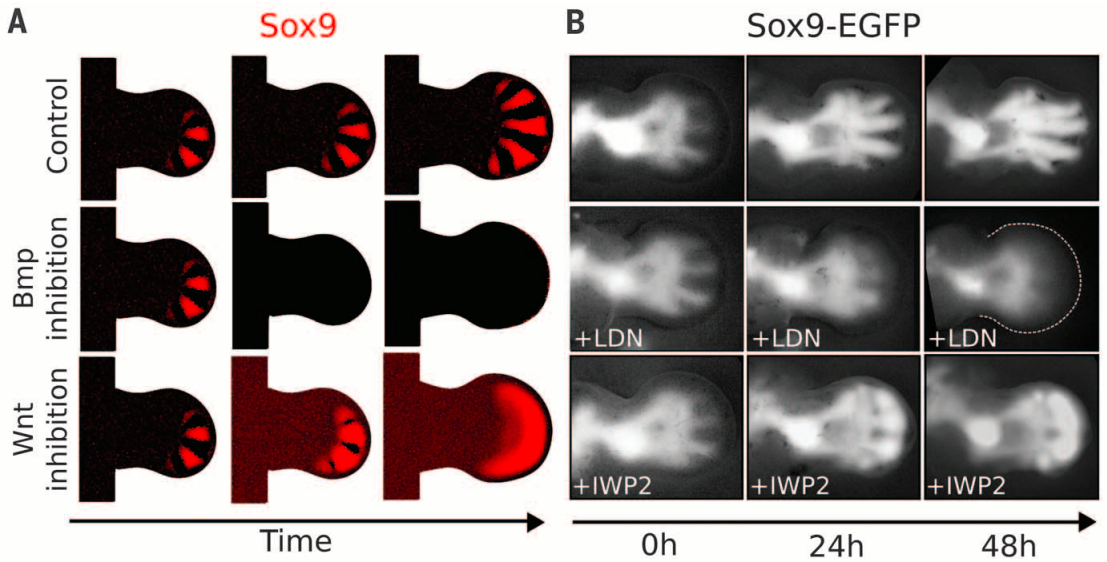 A
Sox9
B
Sox9-EGFP
Control
Bmp
inhibition
+LDN
+LDN
+LDN
Wnt
inhibition
+IWP2
+IWP2
+IWP2
Time
0h
24h
48h